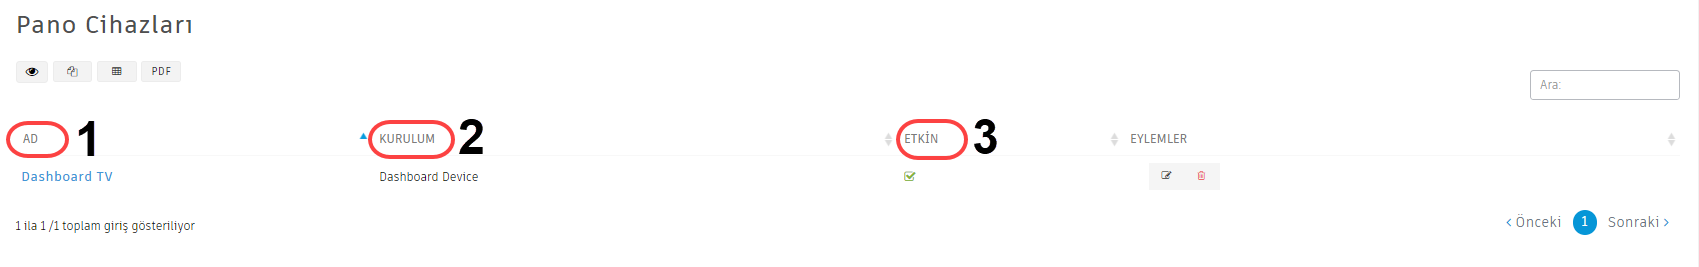 Pano Cihazları
PDF
Ara:
AD 1 KURULUM 2 ETKİN 3 EYLEMLER
Dashboard TV Dashboard Device
1 ila 1 /1 toplam giriş gösteriliyor
‹ Önceki 1 Sonraki ›